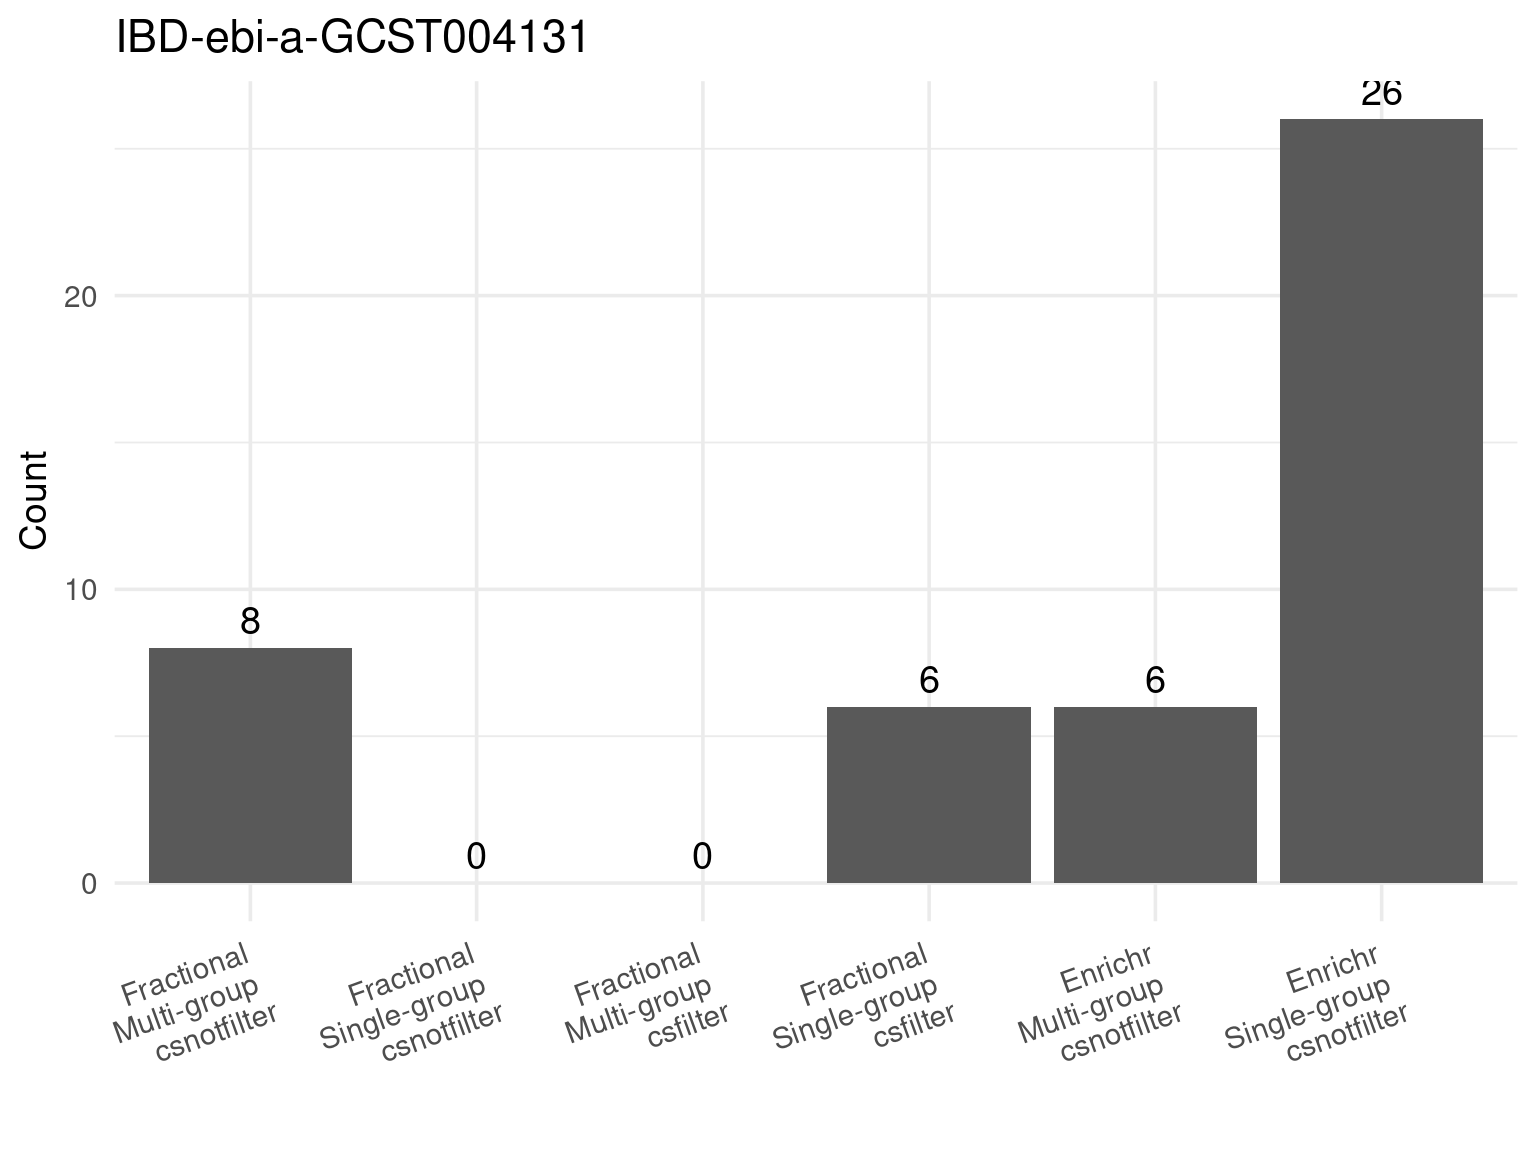 IBD-ebi-a-GCST004131
26
20
Count
10
8
6
6
0
0
0
Fractional
Multi-group
csnotfilter
Fractional
Single-group
csnotfilter
Fractional
Multi-group
csfilter
Fractional
Single-group
csfilter
Enrichr
Multi-group
csnotfilter
Enrichr
Single-group
csnotfilter